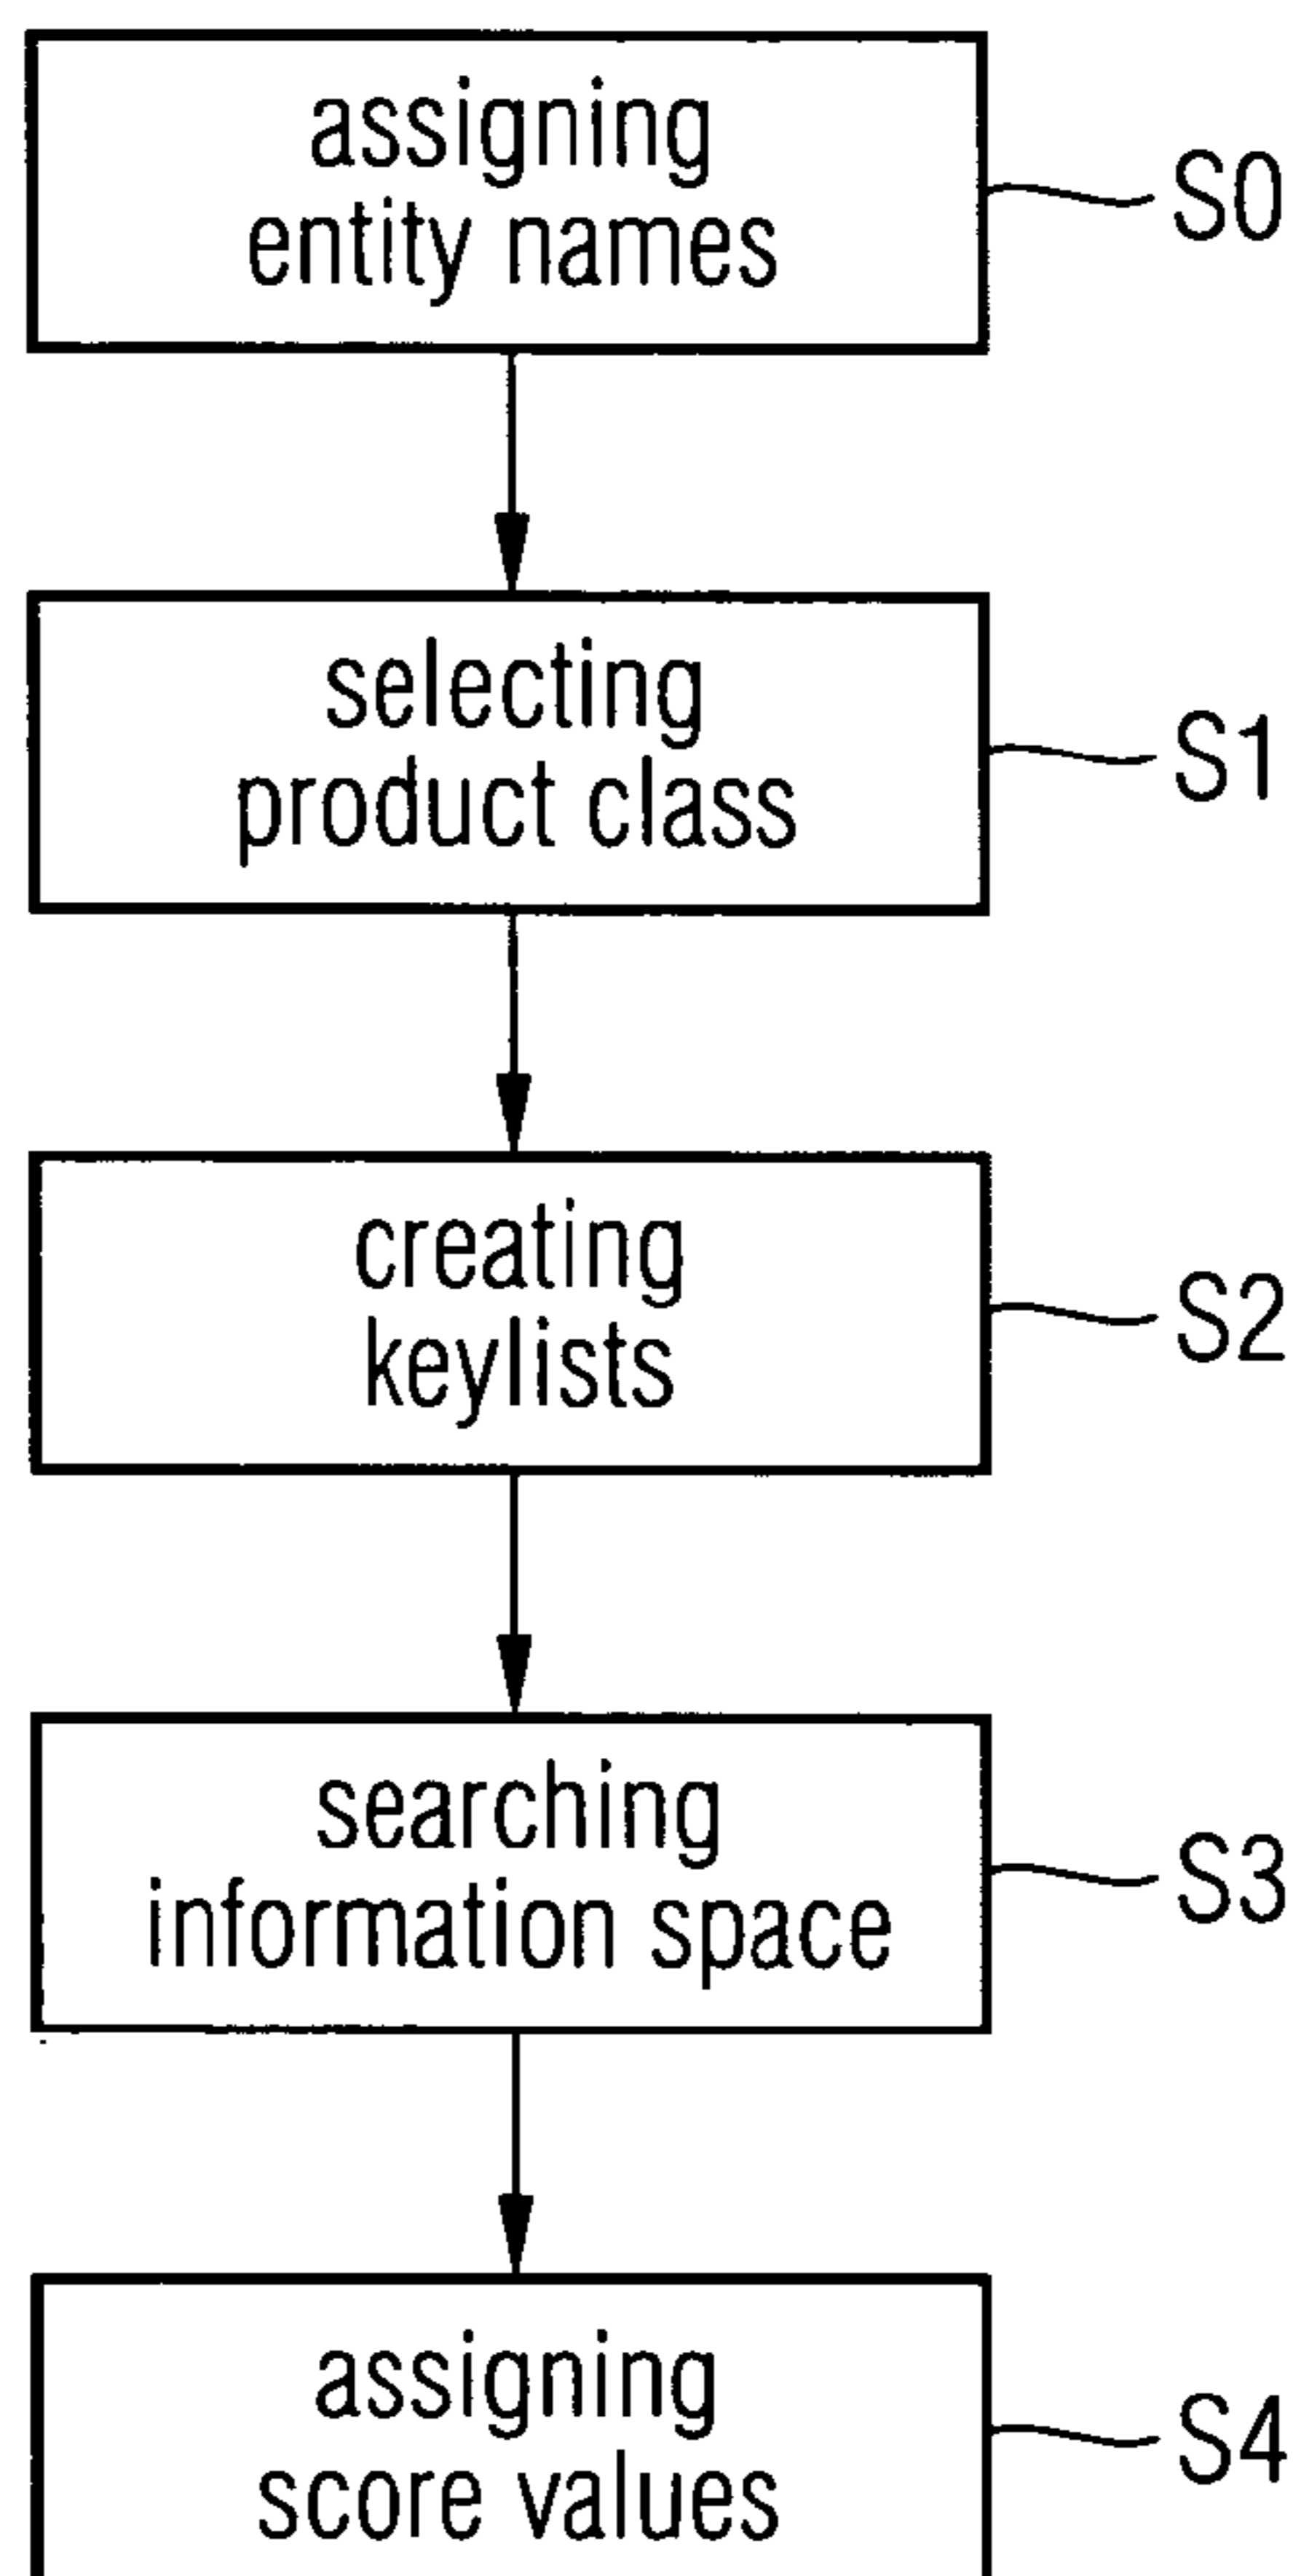 assigning
entity names
S0
selecting
product class
S1
creating
keylists
S2
searching
information space
S3
assigning
score values
S4